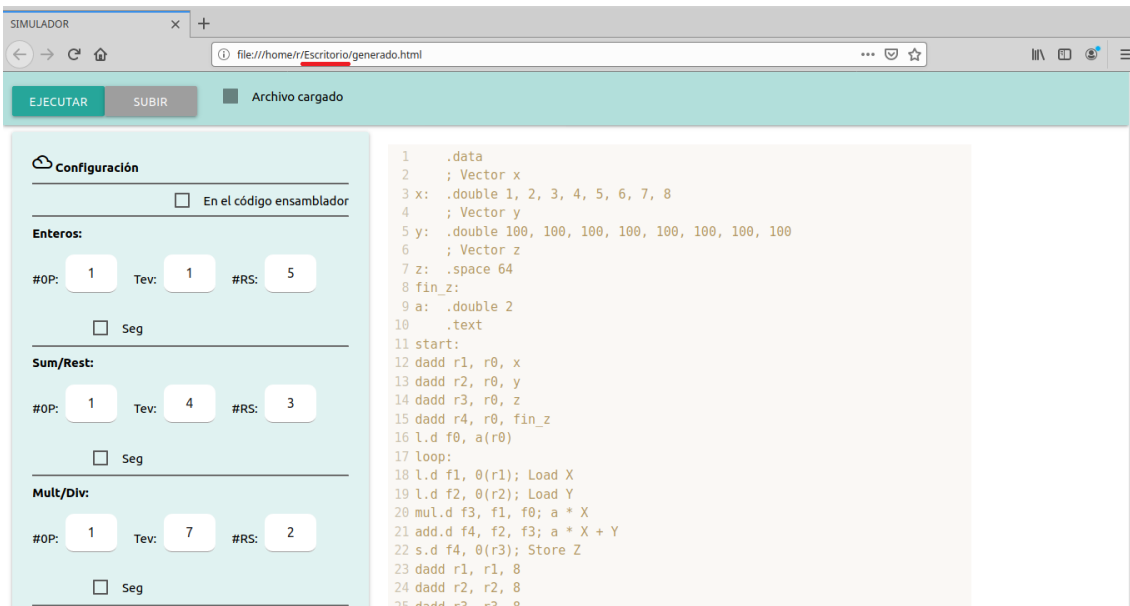 SIMULADOR × +
file:///home/r/Escritorio/generado.html
EJECUTAR SUBIR Archivo cargado
Configuración
En el código ensamblador
Enteros:
#OP: 1 Tev: 1 #RS: 5
Seg
Sum/Rest:
#OP: 1 Tev: 4 #RS: 3
Seg
Mult/Div:
#OP: 1 Tev: 7 #RS: 2
Seg
1 .data
2 ; Vector x
3 x: .double 1, 2, 3, 4, 5, 6, 7, 8
4 ; Vector y
5 y: .double 100, 100, 100, 100, 100, 100, 100, 100
6 ; Vector z
7 z: .space 64
8 fin_z:
9 a: .double 2
10 .text
11 start:
12 dadd r1, r0, x
13 dadd r2, r0, y
14 dadd r3, r0, z
15 dadd r4, r0, fin_z
16 l.d f0, a(r0)
17 loop:
18 l.d f1, 0(r1); Load X
19 l.d f2, 0(r2); Load Y
20 mul.d f3, f1, f0; a * X
21 add.d f4, f2, f3; a * X + Y
22 s.d f4, 0(r3); Store Z
23 dadd r1, r1, 8
24 dadd r2, r2, 8
25 dadd r3, r3, 8